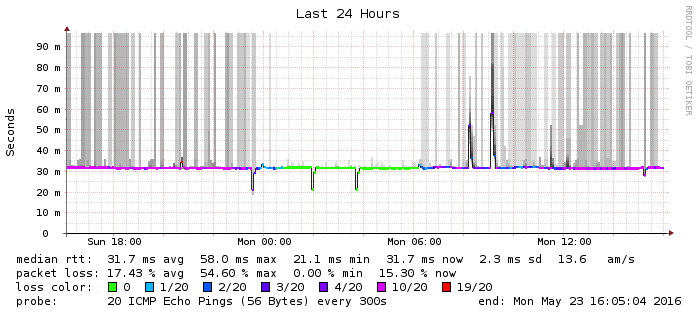 Last 24 Hours
RRDTOOL / TOBI OETIKER
Seconds
90 m
80 m
70 m
60 m
50 m
40 m
30 m
20 m
10 m
0
Sun 18:00 Mon 00:00 Mon 06:00 Mon 12:00
median rtt: 31.7 ms avg 58.0 ms max 21.1 ms min 31.7 ms now 2.3 ms sd 13.6 am/s
packet loss: 17.43 % avg 54.60 % max 0.00 % min 15.30 % now
loss color: 0 1/20 2/20 3/20 4/20 10/20 19/20
probe: 20 ICMP Echo Pings (56 Bytes) every 300s end: Mon May 23 16:05:04 2016